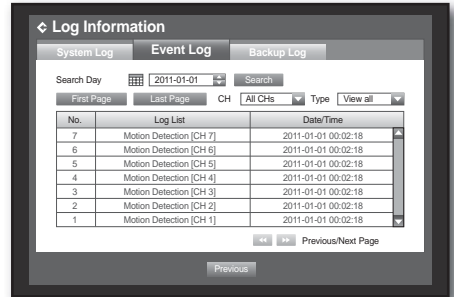 Log Information
System Log Event Log Backup Log
Search Day 2011-01-01 Search
First Page Last Page CH All CHs Type View all
No. Log List Date/Time
7 Motion Detection [CH 7] 2011-01-01 00:02:18
6 Motion Detection [CH 6] 2011-01-01 00:02:18
5 Motion Detection [CH 5] 2011-01-01 00:02:18
4 Motion Detection [CH 4] 2011-01-01 00:02:18
3 Motion Detection [CH 3] 2011-01-01 00:02:18
2 Motion Detection [CH 2] 2011-01-01 00:02:18
1 Motion Detection [CH 1] 2011-01-01 00:02:18
Previous/Next Page
Previous